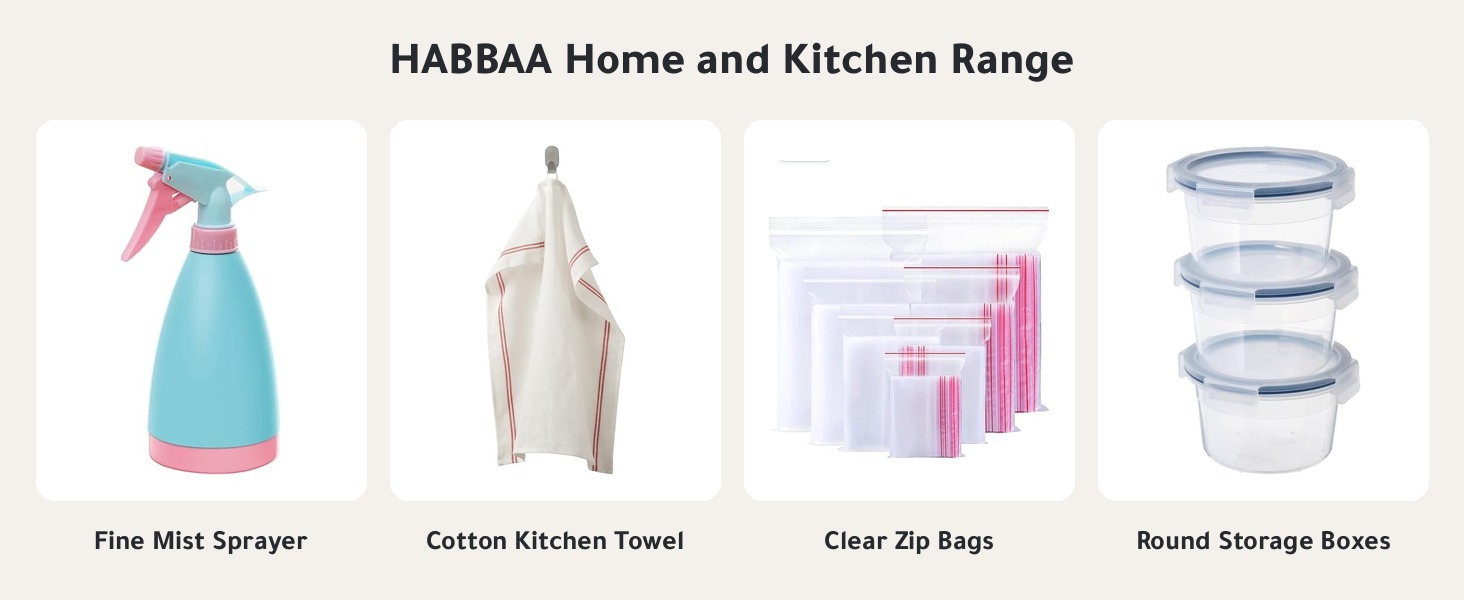 HABBAA Home and Kitchen Range
Fine Mist Sprayer
Cotton Kitchen Towel
Clear Zip Bags
Round Storage Boxes